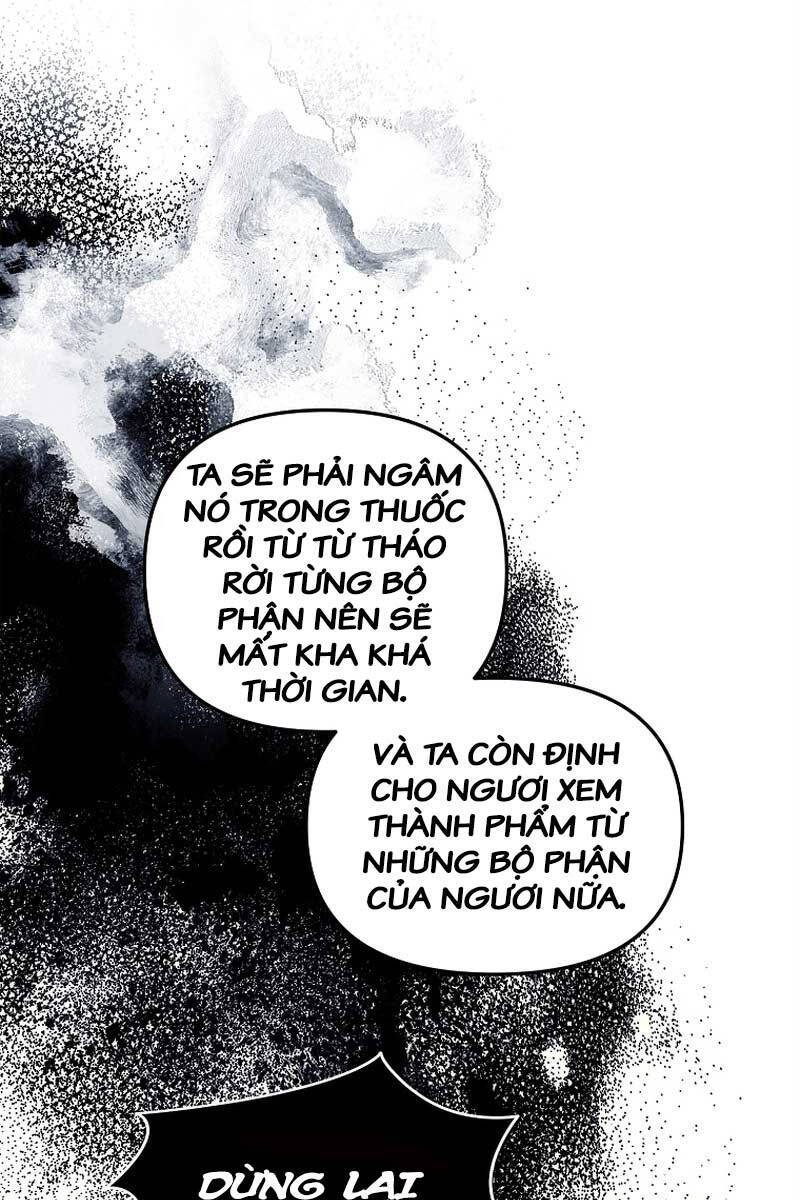 TA SẼ PHẢI NGÂM
NÓ TRONG THUỐC
RỒI TỪ TỪ THÁO
RỜI TỪNG BỘ
PHẬN NÊN SẼ
MẤT KHA KHÁ
THỜI GIAN.
VÀ TA CÒN ĐỊNH
CHO NGƯƠI XEM
THÀNH PHẨM TỪ
NHỮNG BỘ PHẬN
CỦA NGƯƠI NỮA.
DỪNG LẠI